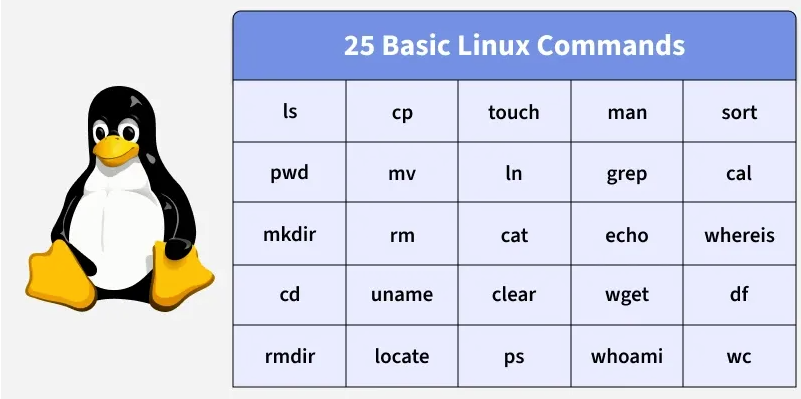 25 Basic Linux Commands
ls cp touch man sort
pwd mv ln grep cal
mkdir rm cat echo whereis
cd uname clear wget df
rmdir locate ps whoami wc